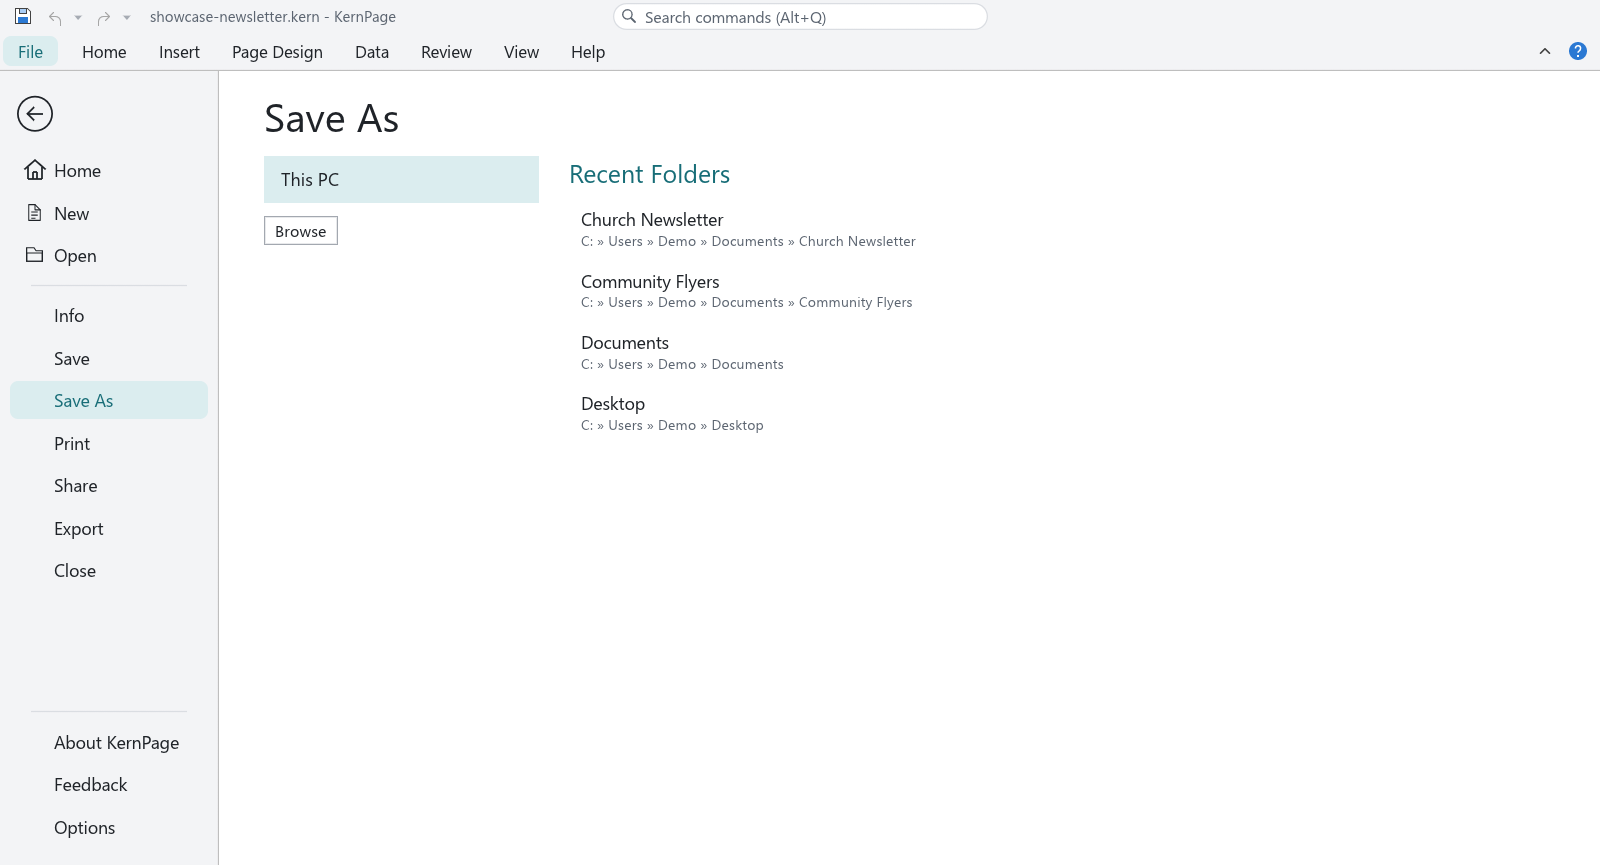 showcase-newsletter.kern - KernPage
Search commands (Alt+Q)
File Home Insert Page Design Data Review View Help
?
Home
New
Open
Info
Save
Save As
Print
Share
Export
Close
About KernPage
Feedback
Options
Save As
This PC
Browse
Recent Folders
Church Newsletter
C: » Users » Demo » Documents » Church Newsletter
Community Flyers
C: » Users » Demo » Documents » Community Flyers
Documents
C: » Users » Demo » Documents
Desktop
C: » Users » Demo » Desktop